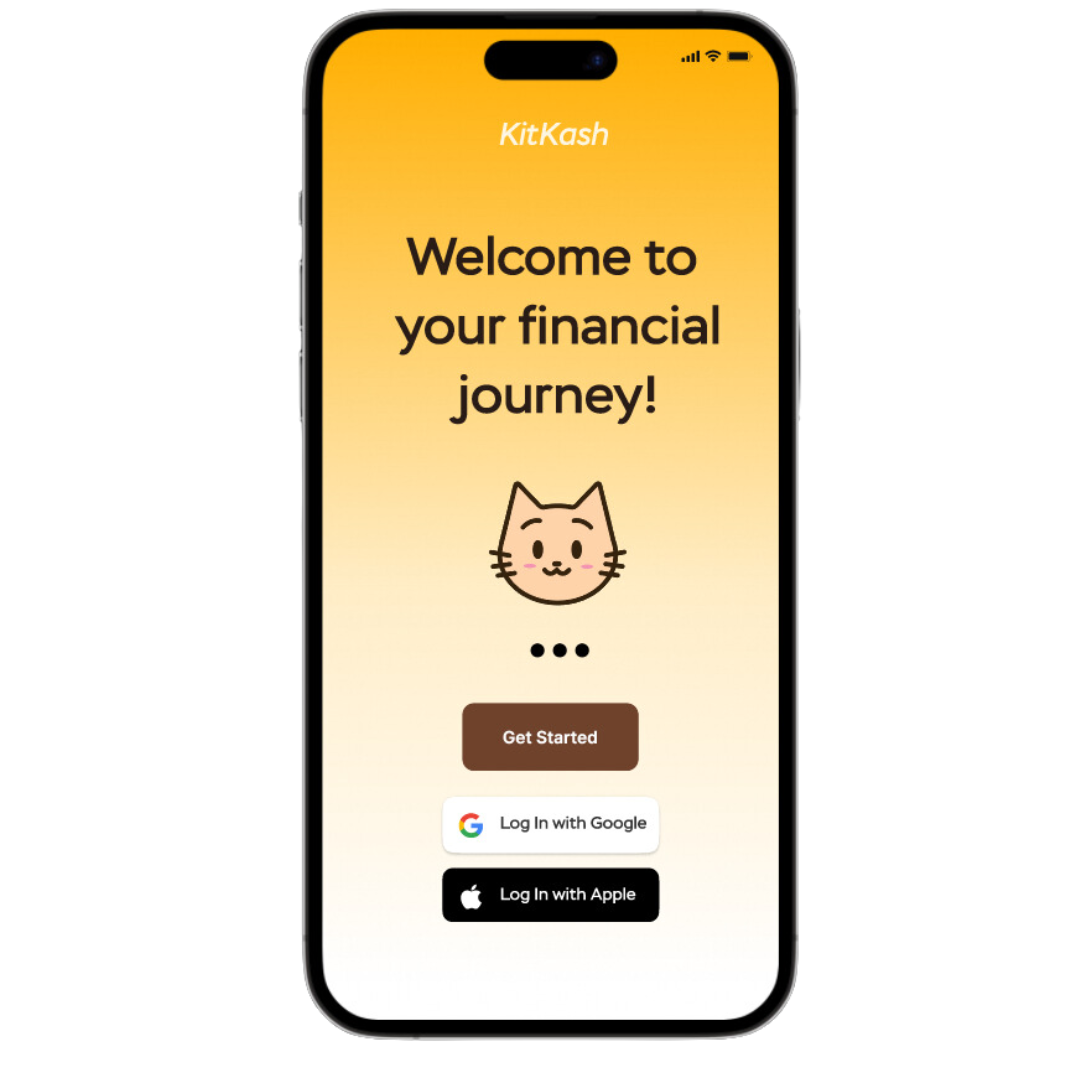 KitKash
Welcome to
your financial
journey!
Get Started
Log In with Google
Log In with Apple